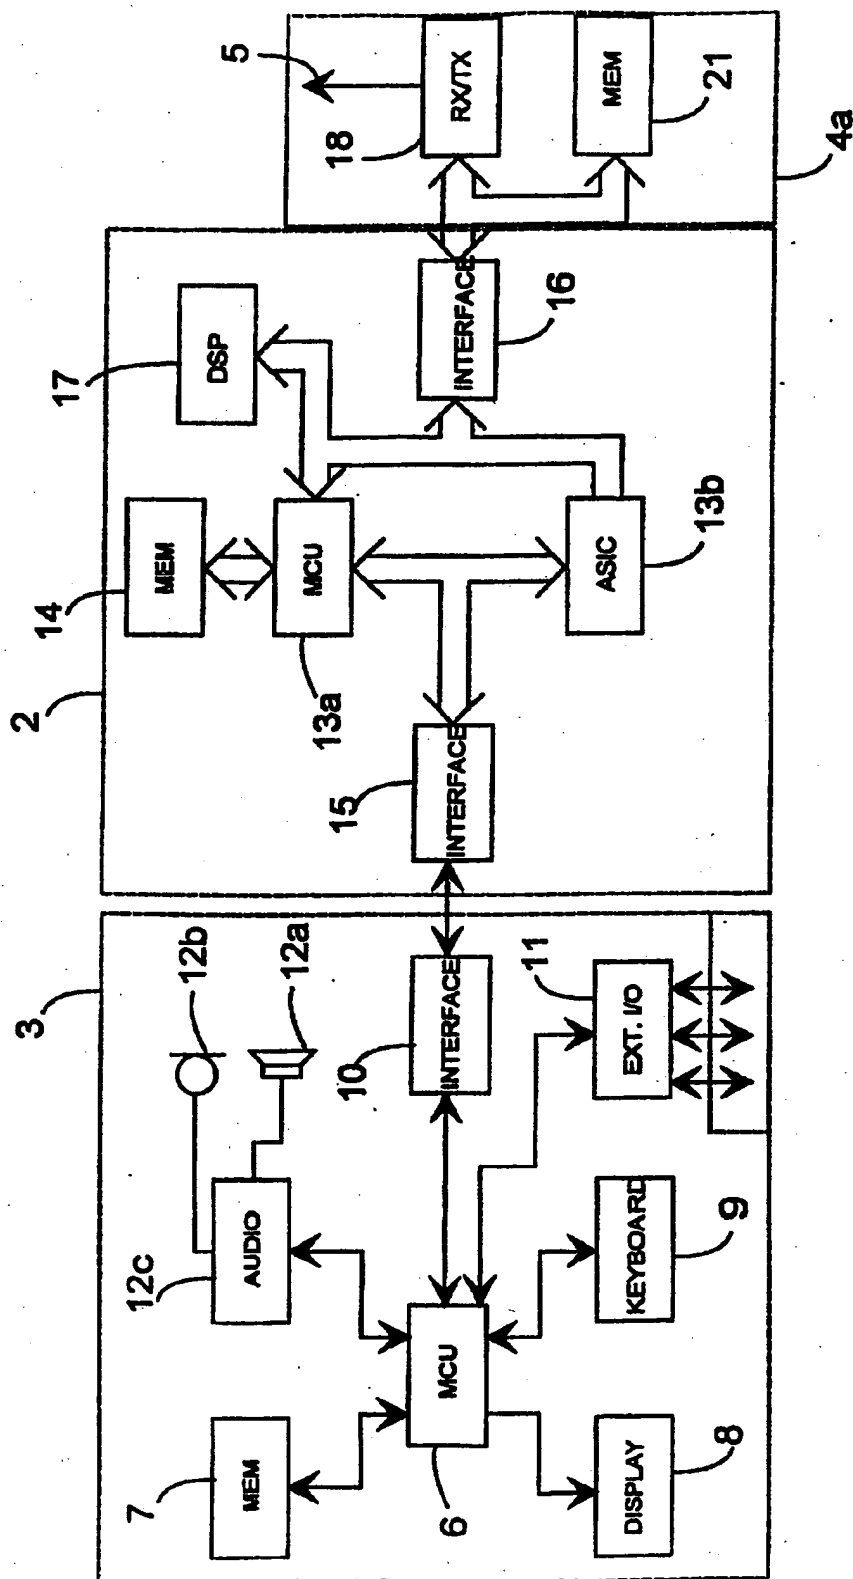 3
7
MEM
12c
AUDIO
12b
12a
6
MCU
10
INTERFACE
DISPLAY
8
KEYBOARD
9
11
EXT. I/O
2
14
MEM
17
DSP
MCU
13a
15
INTERFACE
INTERFACE
16
ASIC
13b
5
18
RX/TX
MEM
21
4a